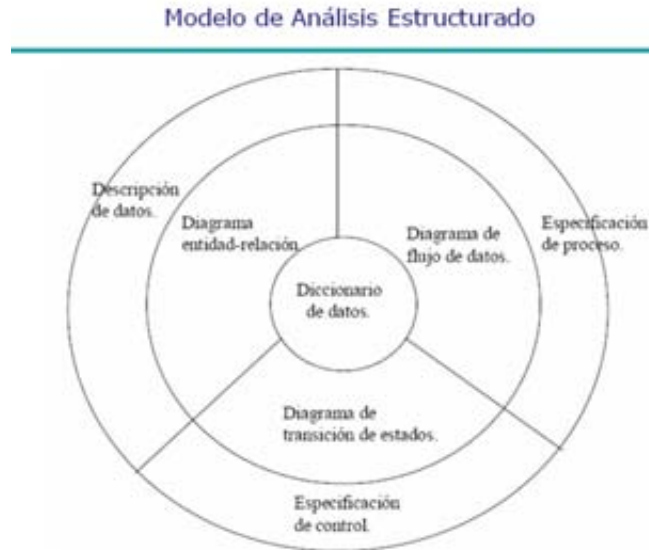 Modelo de Análisis Estructurado
Descripción
de datos.
Diagrama
entidad-relación.
Diagrama de
flujo de datos.
Especificación
de proceso.
Diccionario
de datos.
Diagrama de
transición de estados.
Especificación
de control.